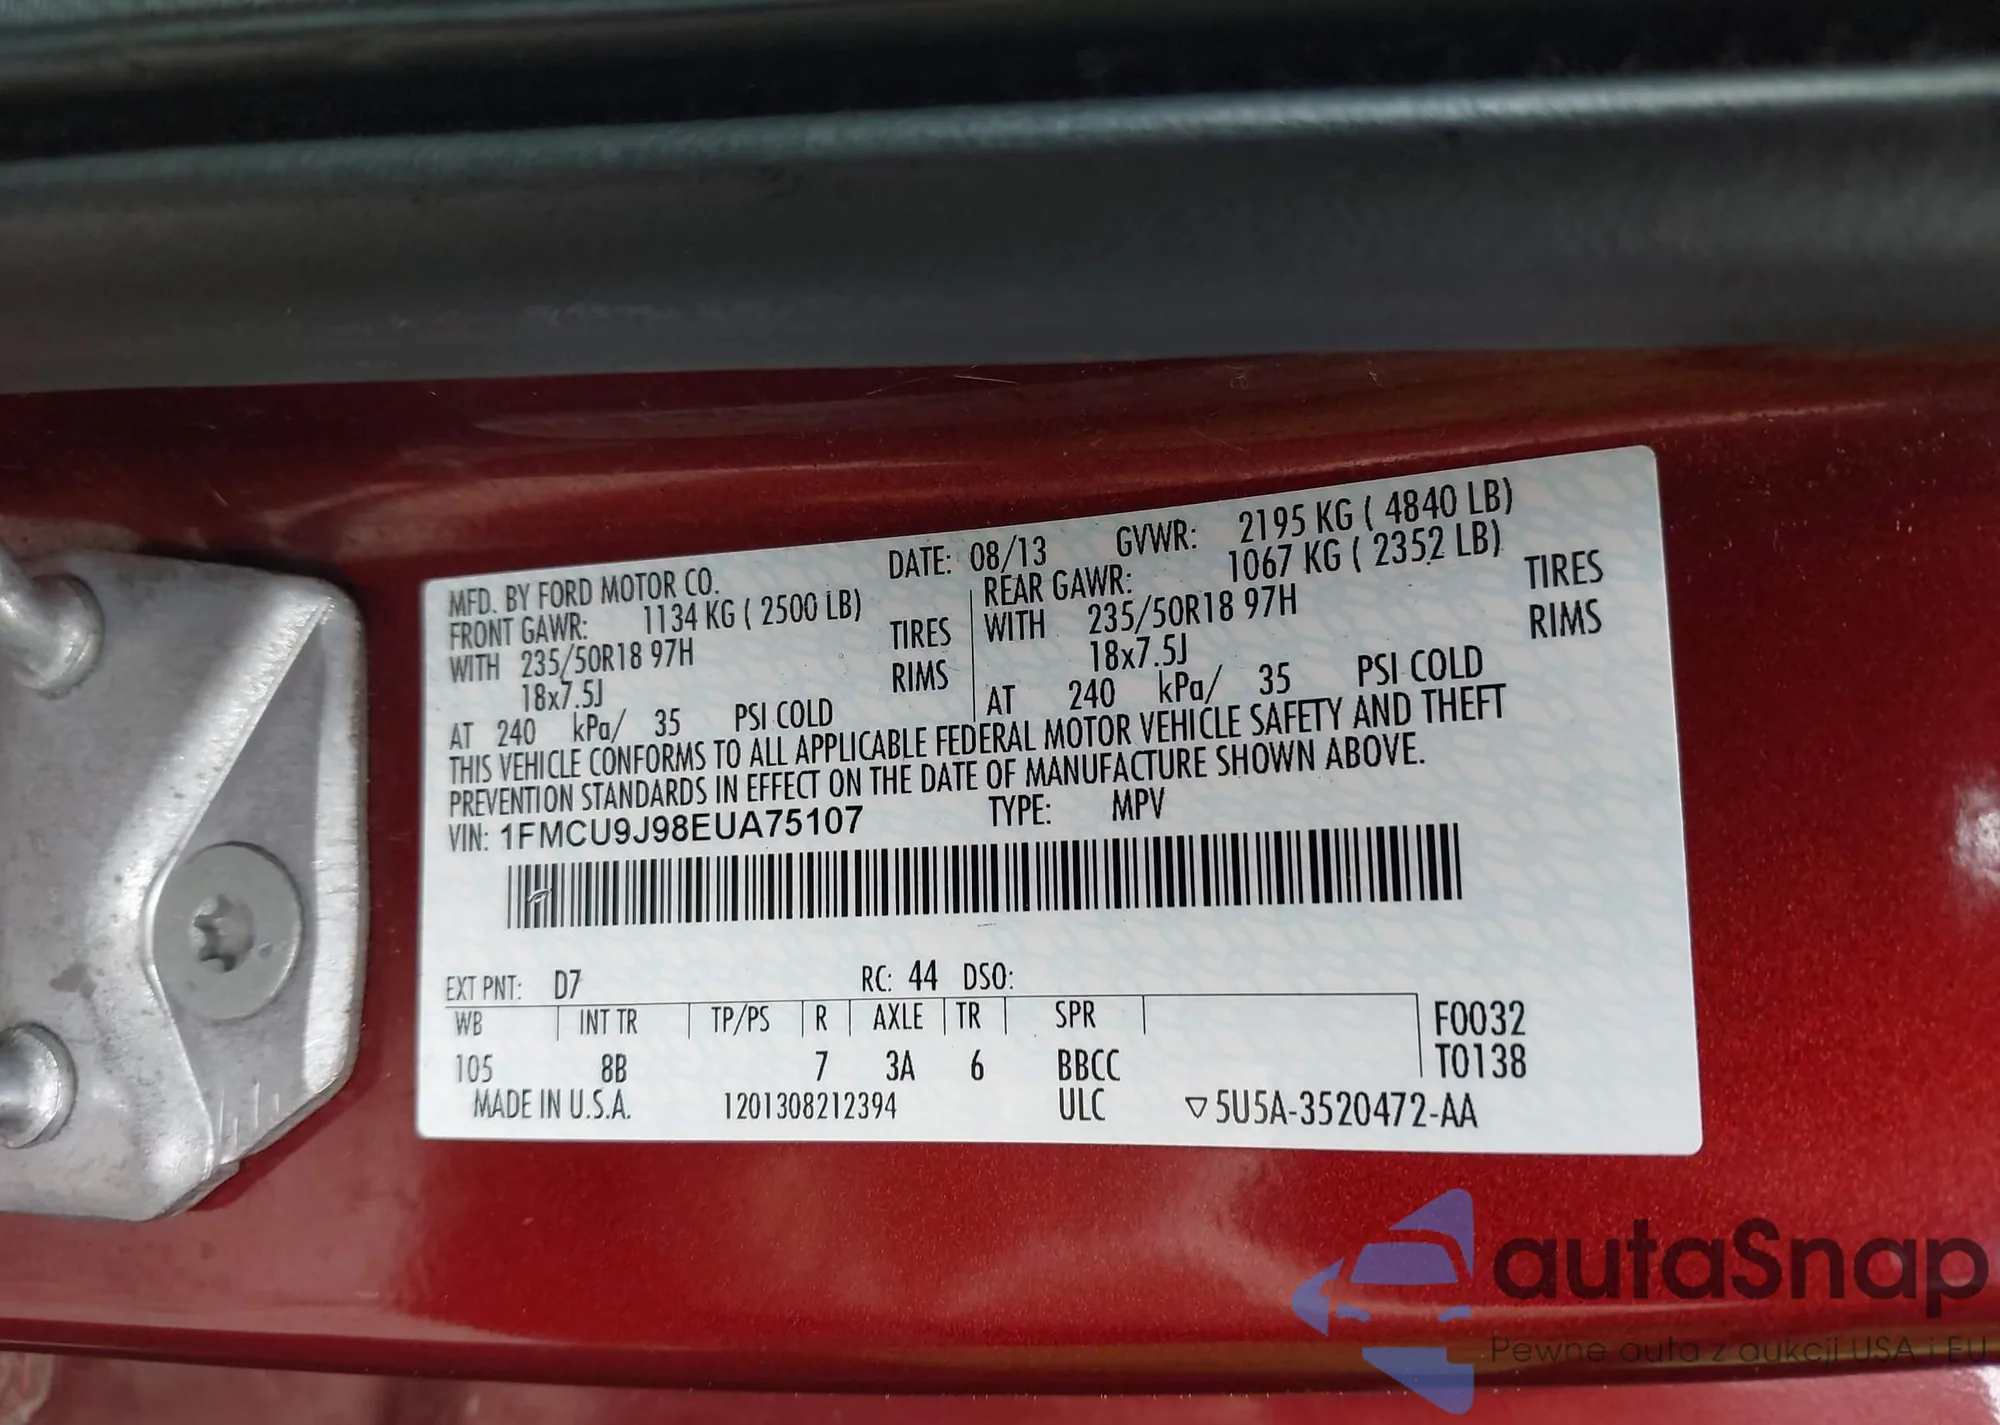 MFD. BY FORD MOTOR CO. DATE: 08/13 GVWR: 2195 KG ( 4840 LB)
FRONT GAWR: 1134 KG ( 2500 LB) REAR GAWR: 1067 KG ( 2352 LB)
WITH 235/50R18 97H TIRES WITH 235/50R18 97H TIRES
18x7.5J RIMS 18x7.5J RIMS
AT 240 kPa/ 35 PSI COLD AT 240 kPa/ 35 PSI COLD
THIS VEHICLE CONFORMS TO ALL APPLICABLE FEDERAL MOTOR VEHICLE SAFETY AND THEFT
PREVENTION STANDARDS IN EFFECT ON THE DATE OF MANUFACTURE SHOWN ABOVE.
VIN: 1FMCU9J98EUA75107 TYPE: MPV
EXT PNT: D7 RC: 44 DSO:
WB INT TR TP/PS R AXLE TR SPR F0032
105 8B 7 3A 6 BBCC T0138
MADE IN U.S.A. 1201308212394 ULC ▽5U5A-3520472-AA
autaSnap
Pewne auta z aukcji USA i EU